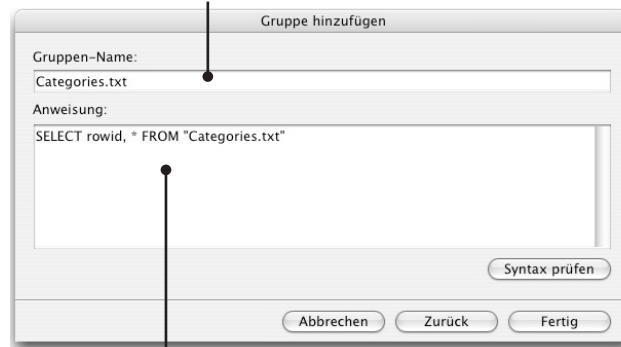 Gruppe hinzufügen
Gruppen-Name:
Categories.txt
Anweisung:
SELECT rowid, * FROM "Categories.txt"
Syntax prüfen
Abbrechen
Zurück
Fertig